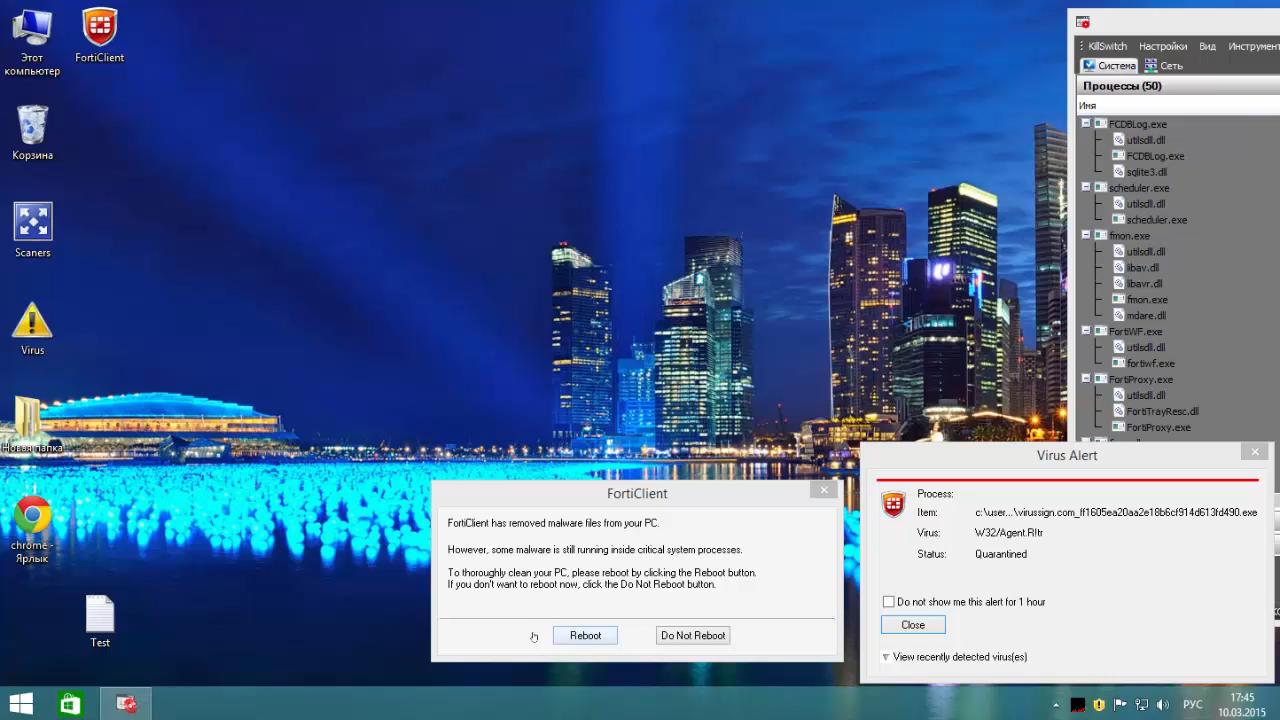 Этот
компьютер
FortiClient
Корзина
Scaners
Virus
Новая папка
chrome -
Ярлык
Test
KillSwitch Настройки Вид Инструмент
Система Сеть
Процессы (50)
Имя
FCDBLog.exe
utilsdll.dll
FCDBLog.exe
sqlite3.dll
scheduler.exe
utilsdll.dll
scheduler.exe
fmon.exe
utilsdll.dll
libav.dll
libavr.dll
fmon.exe
mdare.dll
FortiWF.exe
utilsdll.dll
fortiwf.exe
FortiProxy.exe
utilsdll.dll
FortiTrayResc.dll
FortiProxy.exe
FortiClient
FortiClient has removed malware files from your PC.
However, some malware is still running inside critical system processes.
To thoroughly clean your PC, please reboot by clicking the Reboot button.
If you don't want to reboot now, click the Do Not Reboot button.
Reboot Do Not Reboot
Virus Alert
Process:
Item: c:\user...\virussign.com_ff1605ea20aa2e18b6cf914d613fd490.exe
Virus: W32/Agent.R!tr
Status: Quarantined
Do not show me this alert for 1 hour
Close
View recently detected virus(es)
РУС
17:45
10.03.2015